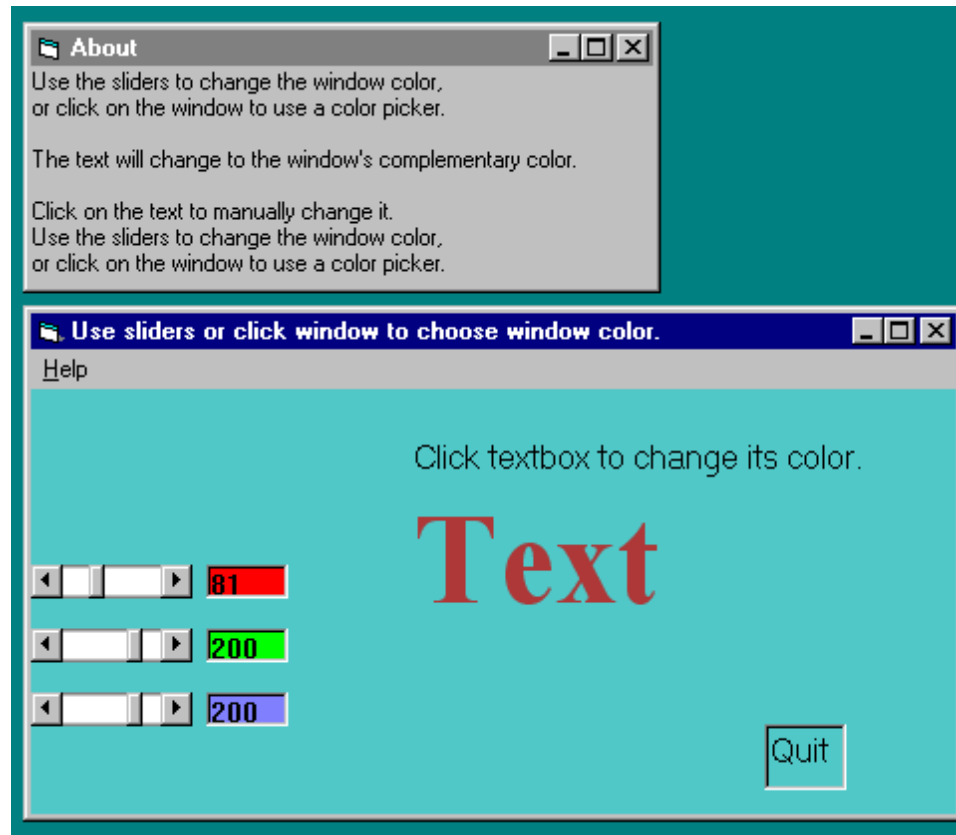 About
Use the sliders to change the window color,
or click on the window to use a color picker.
The text will change to the window's complementary color.
Click on the text to manually change it.
Use the sliders to change the window color,
or click on the window to use a color picker.
Use sliders or click window to choose window color.
Help
Click textbox to change its color.
Text
81
200
200
Quit